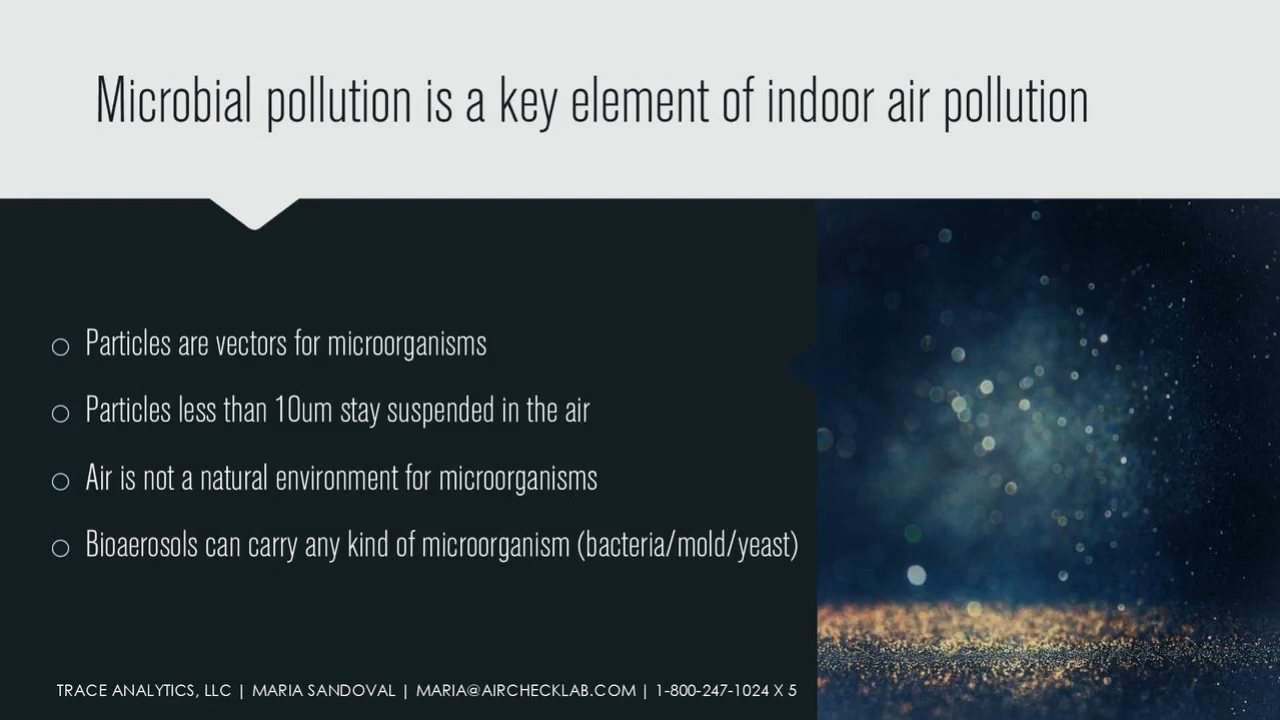 Microbial pollution is a key element of indoor air pollution
Particles are vectors for microorganisms
Particles less than 10um stay suspended in the air
Air is not a natural environment for microorganisms
Bioaerosols can carry any kind of microorganism (bacteria/mold/yeast)
TRACE ANALYTICS, LLC | MARIA SANDOVAL | MARIA@AIRCHECKLAB.COM | 1-800-247-1024 X 5